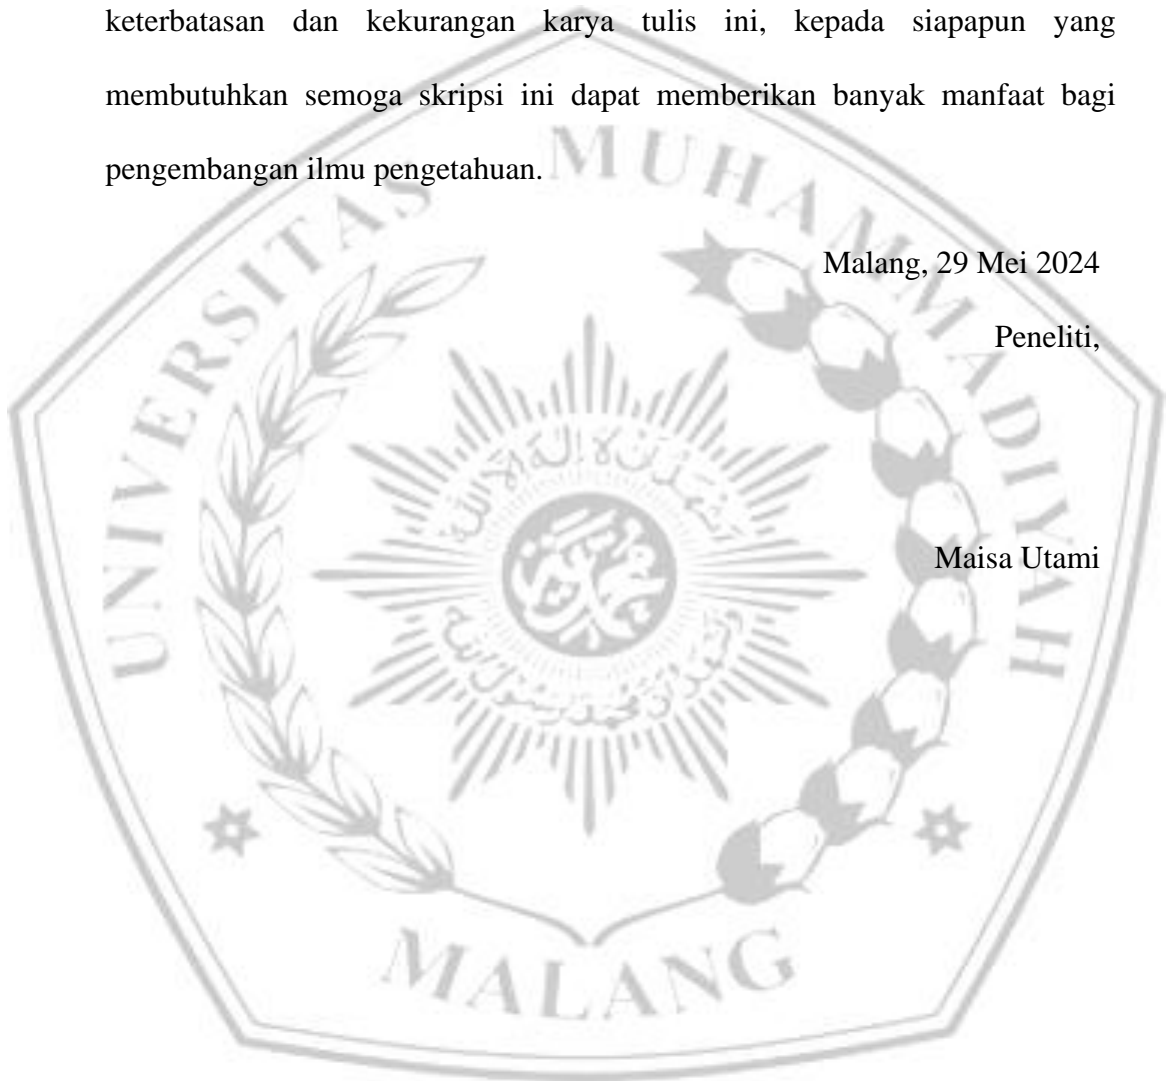 keterbatasan dan kekurangan karya tulis ini, kepada siapapun yang
membutuhkan semoga skripsi ini dapat memberikan banyak manfaat bagi
pengembangan ilmu pengetahuan.
Malang, 29 Mei 2024
Peneliti,
Maisa Utami
UNIVERSITAS MUHAMMADIYAH
MALANG